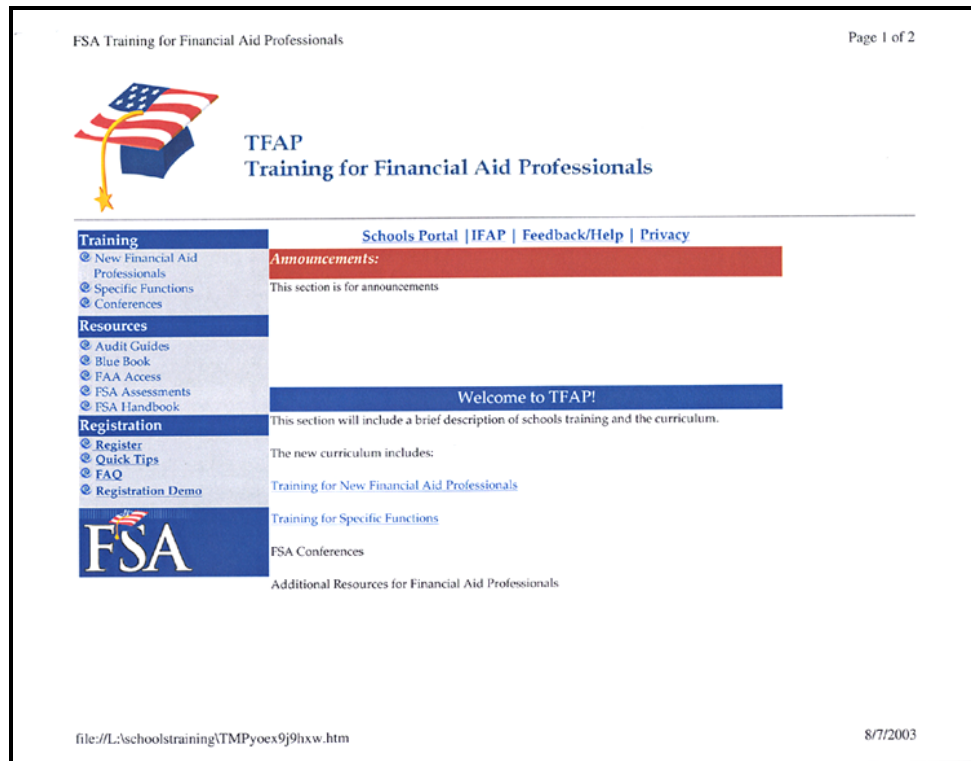 FSA Training for Financial Aid Professionals
Page 1 of 2
TFAP
Training for Financial Aid Professionals
Training
New Financial Aid
Professionals
Specific Functions
Conferences
Resources
Audit Guides
Blue Book
FAA Access
FSA Assessments
FSA Handbook
Registration
Register
Quick Tips
FAQ
Registration Demo
FSA
Schools Portal | IFAP | Feedback/Help | Privacy
Announcements:
This section is for announcements
Welcome to TFAP!
This section will include a brief description of schools training and the curriculum.
The new curriculum includes:
Training for New Financial Aid Professionals
Training for Specific Functions
FSA Conferences
Additional Resources for Financial Aid Professionals
file://L:\schoolstraining\TMPyoex9j9hxw.htm
8/7/2003